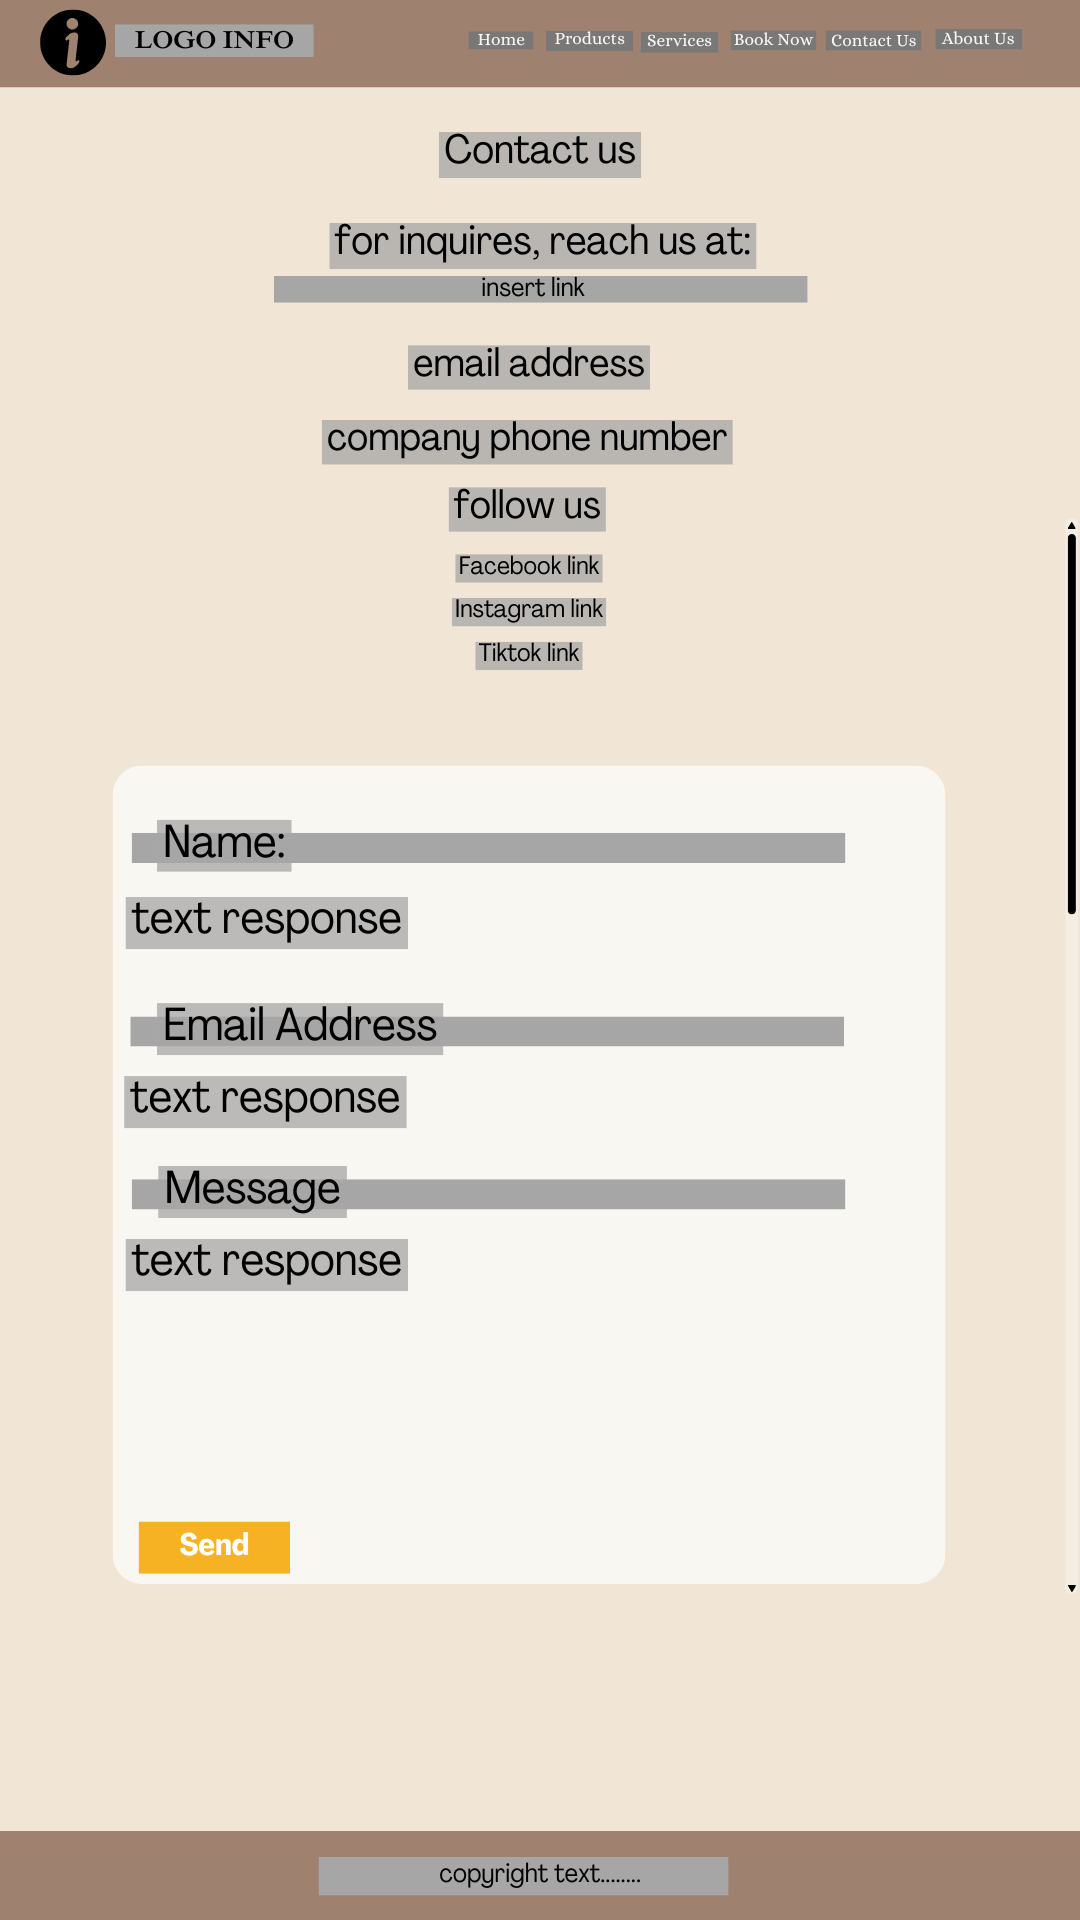 i
LOGO INFO
Home Products Services Book Now Contact Us About Us
Contact us
for inquires, reach us at:
insert link
email address
company phone number
follow us
Facebook link
Instagram link
Tiktok link
Name:
text response
Email Address
text response
Message
text response
Send
copyright text........